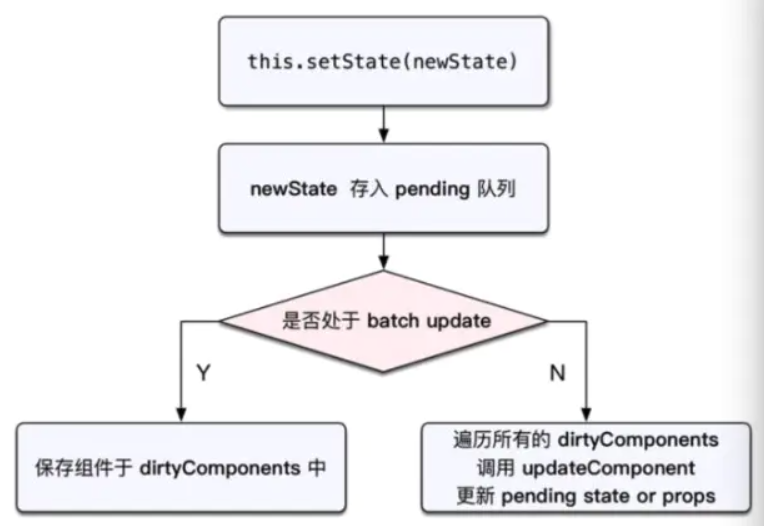 this.setState(newState)
newState 存入 pending 队列
是否处于 batch update
Y
N
保存组件于 dirtyComponents 中
遍历所有的 dirtyComponents
调用 updateComponent
更新 pending state or props